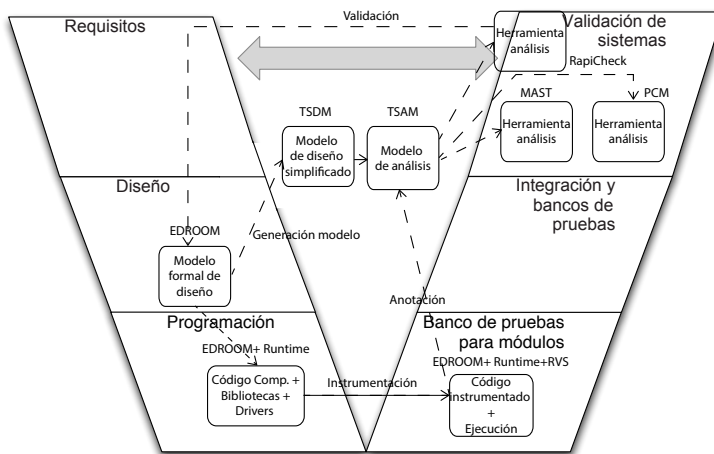 Validación
Requisitos
Herramienta
análisis
Validación de
sistemas
RapiCheck
TSDM
TSAM
MAST
PCM
Modelo
de diseño
simplificado
Modelo
de análisis
Herramienta
análisis
Herramienta
análisis
Diseño
Integración y
bancos de
pruebas
EDROOM
Generación modelo
Modelo
formal de
diseño
Anotación
Programación
Banco de pruebas
para módulos
EDROOM+ Runtime
EDROOM+ Runtime+RVS
Código Comp. +
Bibliotecas +
Drivers
Instrumentación
Código
instrumentado
+
Ejecución